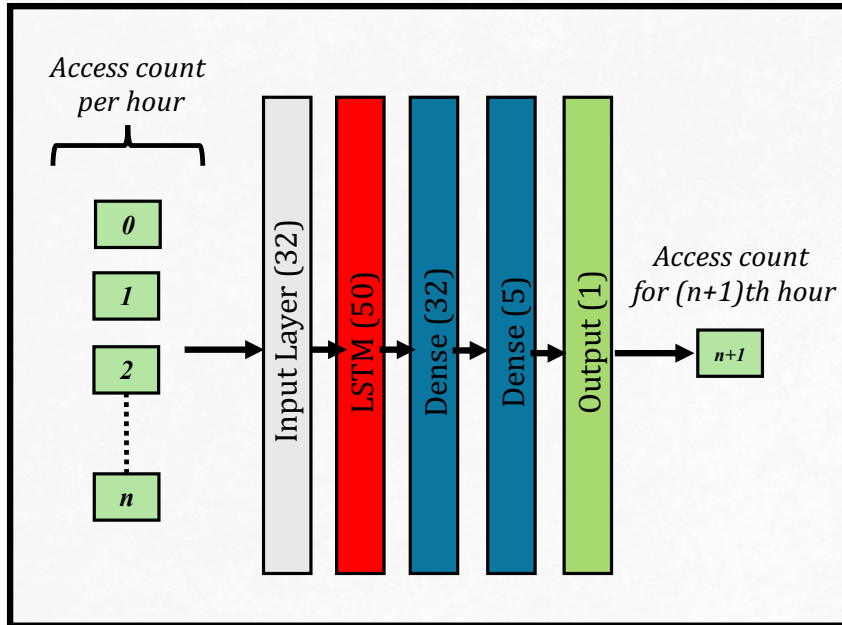 Access count
per hour
0
1
2
n
Input Layer (32)
LSTM (50)
Dense (32)
Dense (5)
Output (1)
Access count
for (n+1)th hour
n+1